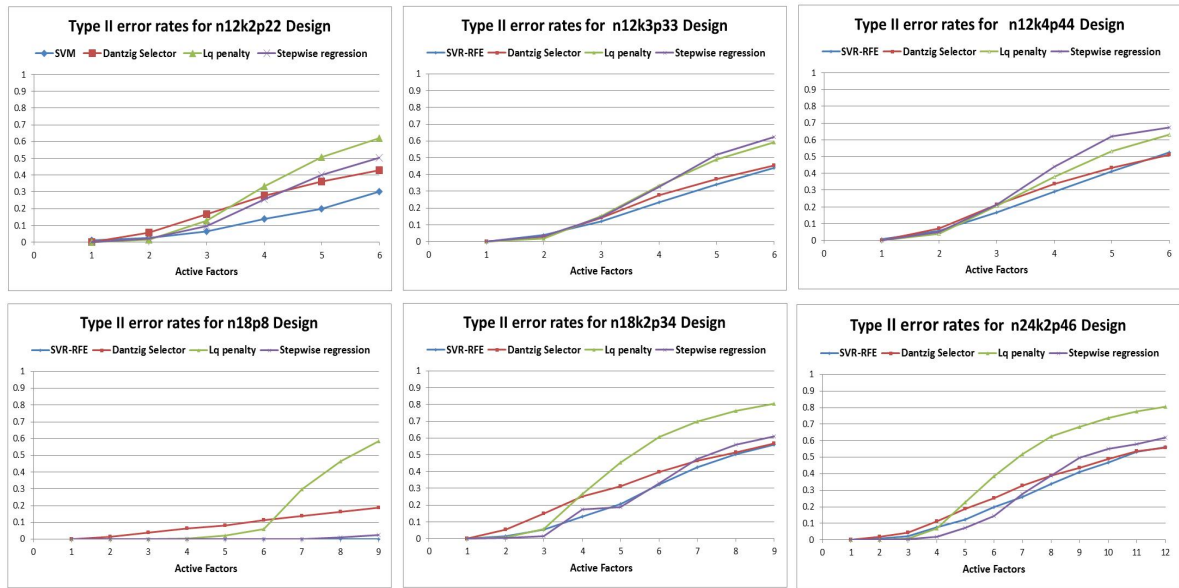 Type II error rates for n12k2p22 Design
SVM Dantzig Selector Lq penalty Stepwise regression
1
0.9
0.8
0.7
0.6
0.5
0.4
0.3
0.2
0.1
0
0 1 2 3 4 5 6
Active Factors
Type II error rates for n12k3p33 Design
SVR-RFE Dantzig Selector Lq penalty Stepwise regression
1
0.9
0.8
0.7
0.6
0.5
0.4
0.3
0.2
0.1
0
0 1 2 3 4 5 6
Active Factors
Type II error rates for n12k4p44 Design
SVR-RFE Dantzig Selector Lq penalty Stepwise regression
1
0.9
0.8
0.7
0.6
0.5
0.4
0.3
0.2
0.1
0
0 1 2 3 4 5 6
Active Factors
Type II error rates for n18p8 Design
SVR-RFE Dantzig Selector Lq penalty Stepwise regression
1
0.9
0.8
0.7
0.6
0.5
0.4
0.3
0.2
0.1
0
0 1 2 3 4 5 6 7 8 9
Active Factors
Type II error rates for n18k2p34 Design
SVR-RFE Dantzig Selector Lq penalty Stepwise regression
1
0.9
0.8
0.7
0.6
0.5
0.4
0.3
0.2
0.1
0
0 1 2 3 4 5 6 7 8 9
Active Factors
Type II error rates for n24k2p46 Design
SVR-RFE Dantzig Selector Lq penalty Stepwise regression
1
0.9
0.8
0.7
0.6
0.5
0.4
0.3
0.2
0.1
0
0 1 2 3 4 5 6 7 8 9 10 11 12
Active Factors